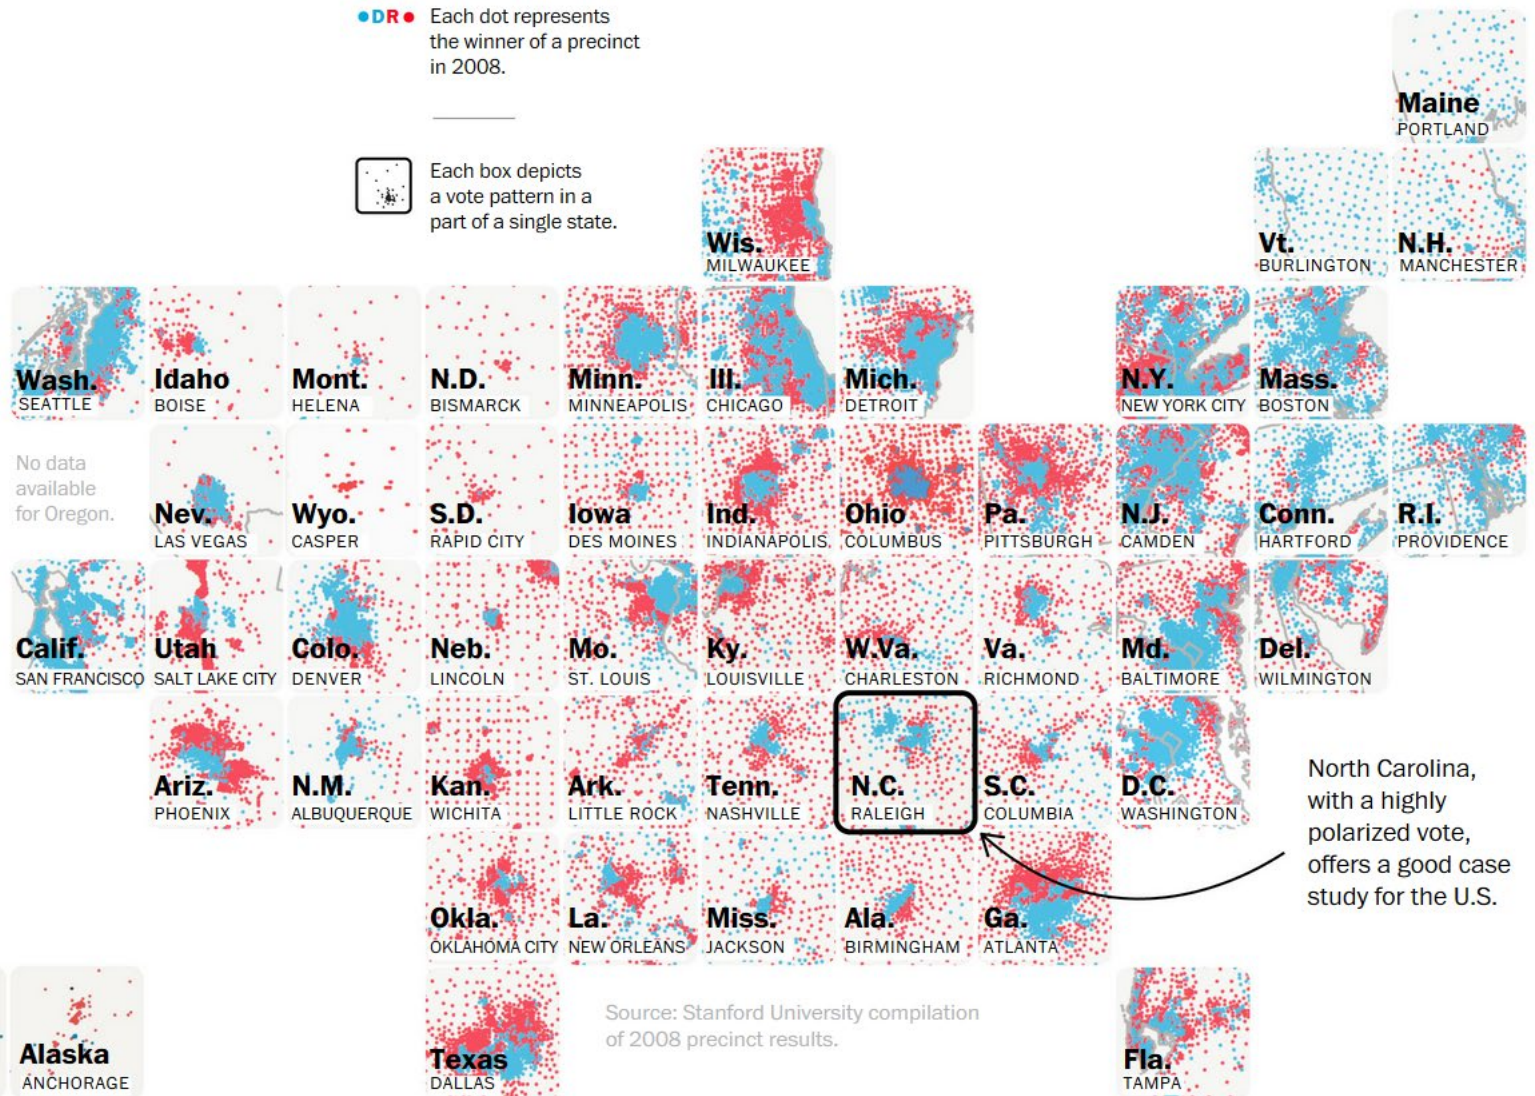 DR Each dot represents
the winner of a precinct
in 2008.
Maine
PORTLAND
Each box depicts
a vote pattern in a
part of a single state.
Wis.
MILWAUKEE
Vt.
BURLINGTON
N.H.
MANCHESTER
Wash.
SEATTLE
Idaho
BOISE
Mont.
HELENA
N.D.
BISMARCK
Minn.
MINNEAPOLIS
Ill.
CHICAGO
Mich.
DETROIT
N.Y.
NEW YORK CITY
Mass.
BOSTON
No data
available
for Oregon.
Nev.
LAS VEGAS
Wyo.
CASPER
S.D.
RAPID CITY
Iowa
DES MOINES
Ind.
INDIANAPOLIS
Ohio
COLUMBUS
Pa.
PITTSBURGH
N.J.
CAMDEN
Conn.
HARTFORD
R.I.
PROVIDENCE
Calif.
SAN FRANCISCO
Utah
SALT LAKE CITY
Colo.
DENVER
Neb.
LINCOLN
Mo.
ST. LOUIS
Ky.
LOUISVILLE
W.Va.
CHARLESTON
Va.
RICHMOND
Md.
BALTIMORE
Del.
WILMINGTON
Ariz.
PHOENIX
N.M.
ALBUQUERQUE
Kan.
WICHITA
Ark.
LITTLE ROCK
Tenn.
NASHVILLE
N.C.
RALEIGH
S.C.
COLUMBIA
D.C.
WASHINGTON
North Carolina,
with a highly
polarized vote,
offers a good case
study for the U.S.
Okla.
OKLAHOMA CITY
La.
NEW ORLEANS
Miss.
JACKSON
Ala.
BIRMINGHAM
Ga.
ATLANTA
Alaska
ANCHORAGE
Texas
DALLAS
Source: Stanford University compilation
of 2008 precinct results.
Fla.
TAMPA